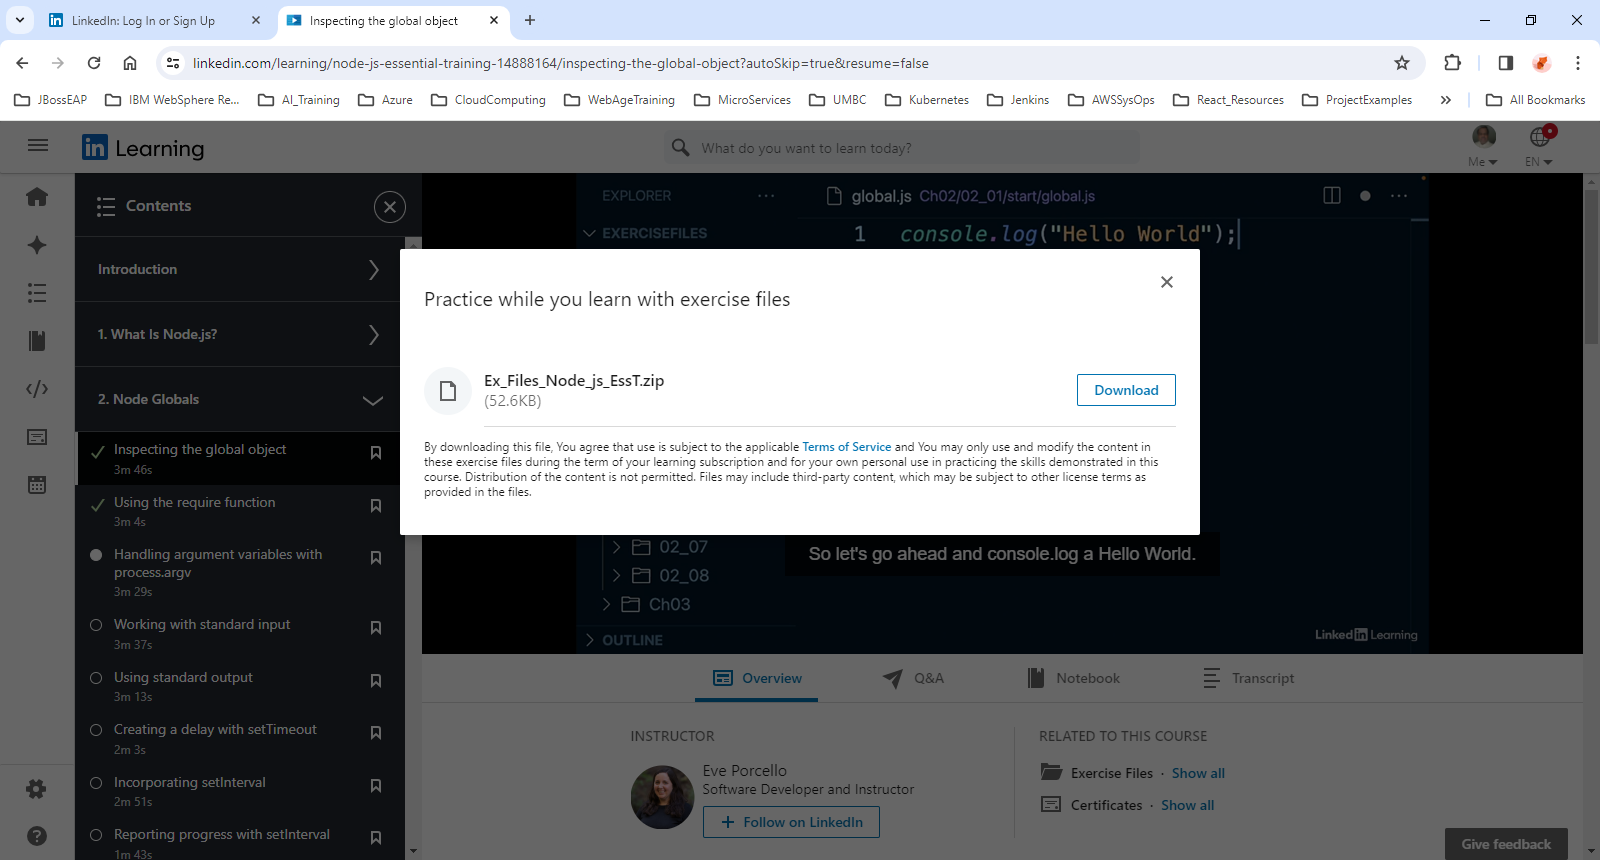 LinkedIn: Log In or Sign Up
Inspecting the global object
linkedin.com/learning/node-js-essential-training-14888164/inspecting-the-global-object?autoSkip=true&resume=false
JBossEAP
IBM WebSphere Re...
AI_Training
Azure
CloudComputing
WebAgeTraining
MicroServices
UMBC
Kubernetes
Jenkins
AWSSysOps
React_Resources
ProjectExamples
All Bookmarks
in Learning
What do you want to learn today?
Me
EN
Contents
Introduction
1. What Is Node.js?
2. Node Globals
Inspecting the global object
3m 46s
Using the require function
3m 4s
Handling argument variables with
process.argv
3m 29s
Working with standard input
3m 37s
Using standard output
3m 13s
Creating a delay with setTimeout
2m 3s
Incorporating setInterval
2m 51s
Reporting progress with setInterval
1m 43s
EXPLORER
global.js Ch02/02_01/start/global.js
EXERCISEFILES
1 console.log("Hello World");
Practice while you learn with exercise files
Ex_Files_Node_js_EssT.zip
(52.6KB)
Download
By downloading this file, You agree that use is subject to the applicable Terms of Service and You may only use and modify the content in
these exercise files during the term of your learning subscription and for your own personal use in practicing the skills demonstrated in this
course. Distribution of the content is not permitted. Files may include third-party content, which may be subject to other license terms as
provided in the files.
02_07
02_08
Ch03
OUTLINE
So let's go ahead and console.log a Hello World.
LinkedIn Learning
Overview
Q&A
Notebook
Transcript
INSTRUCTOR
Eve Porcello
Software Developer and Instructor
+ Follow on LinkedIn
RELATED TO THIS COURSE
Exercise Files · Show all
Certificates · Show all
Give feedback